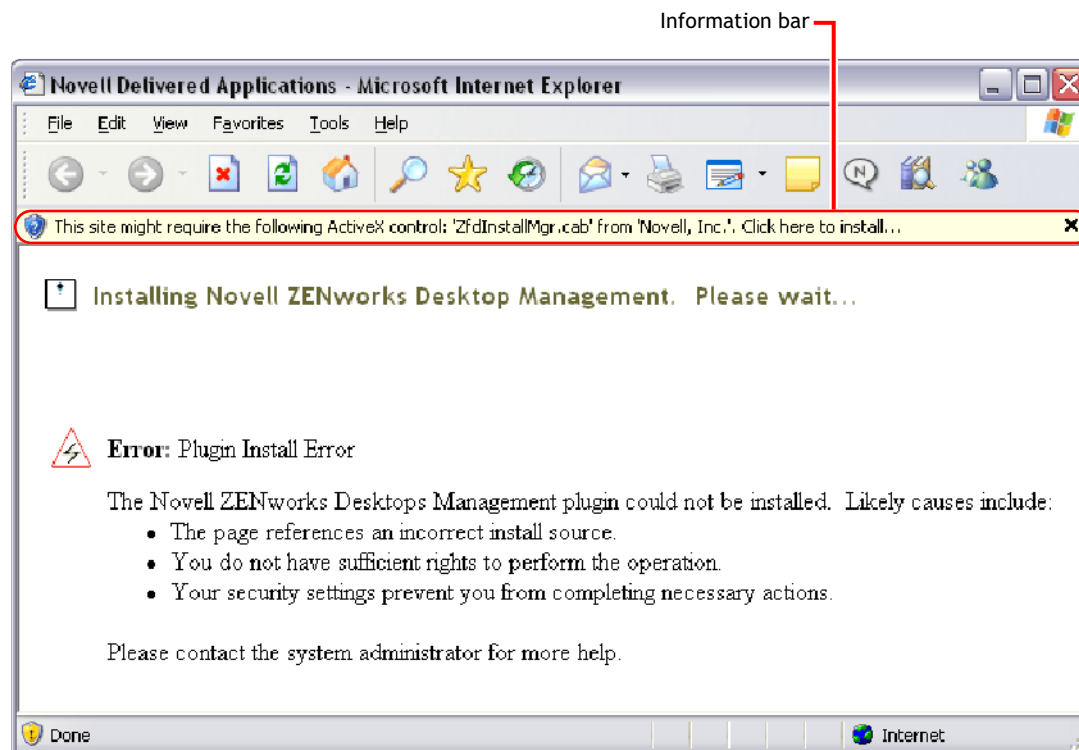 Information bar
Novell Delivered Applications - Microsoft Internet Explorer
File Edit View Favorites Tools Help
N
This site might require the following ActiveX control: 'ZfdInstallMgr.cab' from 'Novell, Inc.'. Click here to install...
Installing Novell ZENworks Desktop Management. Please wait...
Error: Plugin Install Error
The Novell ZENworks Desktops Management plugin could not be installed. Likely causes include:
• The page references an incorrect install source.
• You do not have sufficient rights to perform the operation.
• Your security settings prevent you from completing necessary actions.
Please contact the system administrator for more help.
Done Internet